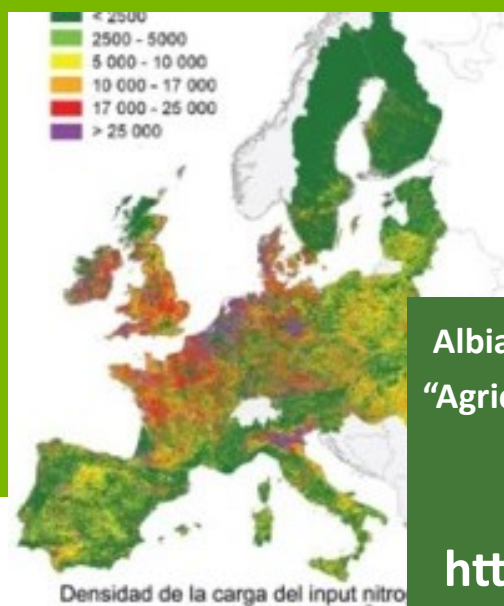 < 2500
2500 - 5000
5 000 - 10 000
10 000 - 17 000
17 000 - 25 000
> 25 000
Albia
“Agric
htt
Densidad de la carga del input nitro